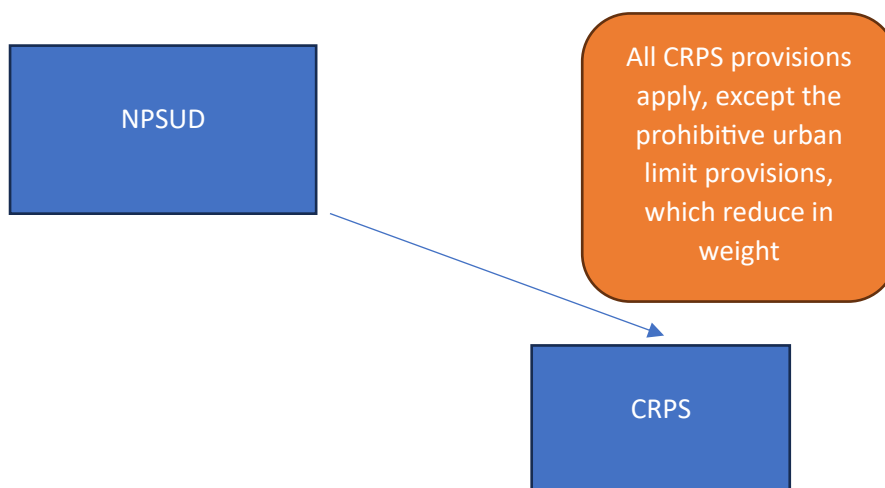 NPSUD
All CRPS provisions
apply, except the
prohibitive urban
limit provisions,
which reduce in
weight
CRPS